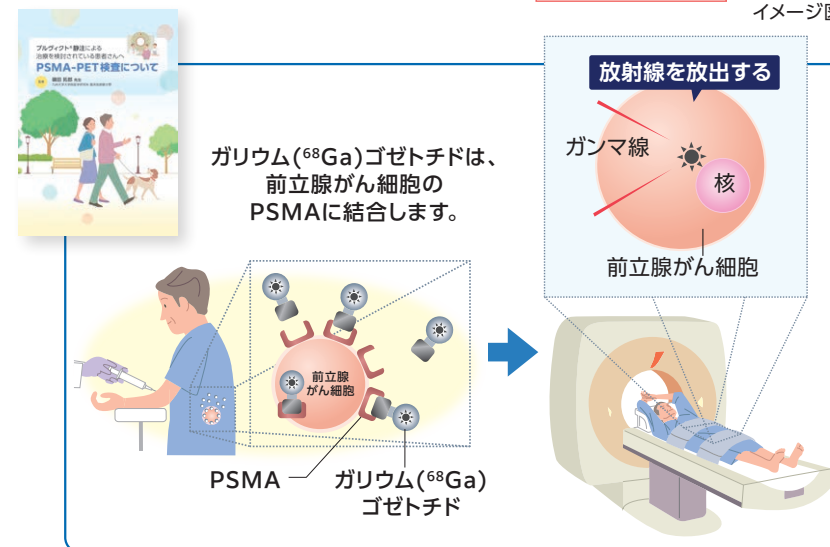 イメージ図
プルヴィクト®静注による
治療を検討されている患者さんへ
PSMA-PET検査について
放射線を放出する
ガンマ線
核
前立腺がん細胞
ガリウム(⁶⁸Ga)ゴゼトチドは、
前立腺がん細胞の
PSMAに結合します。
前立腺
がん細胞
PSMA
ガリウム(⁶⁸Ga)
ゴゼトチド